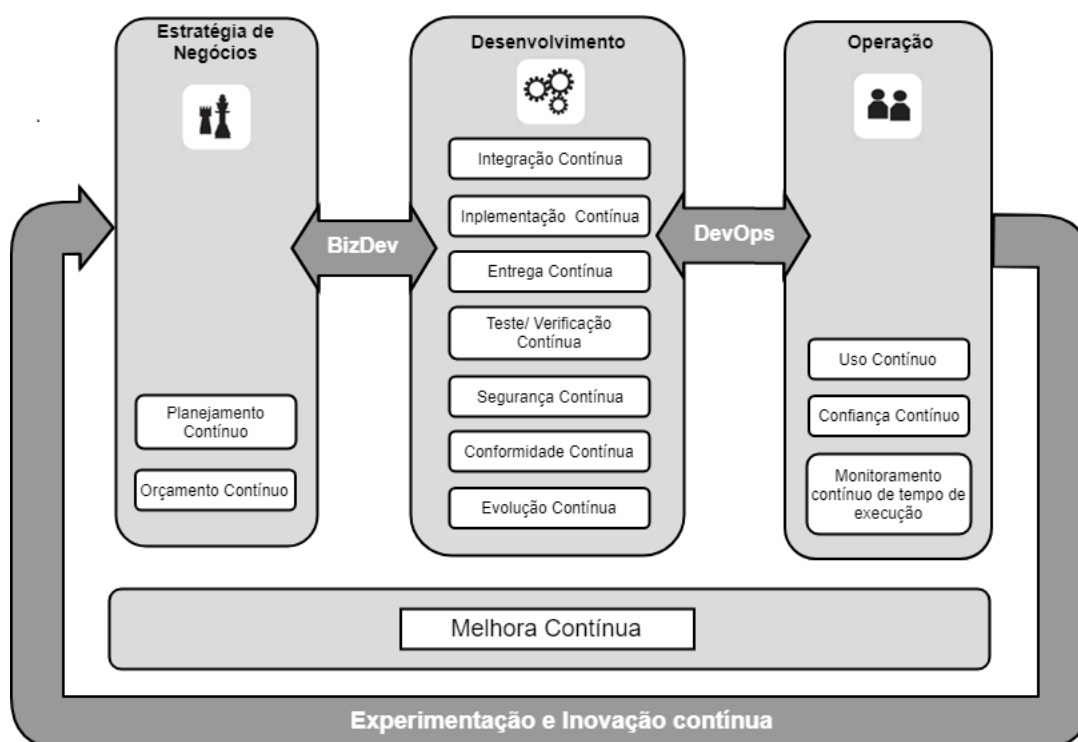 Estratégia de
Negócios
Planejamento
Contínuo
Orçamento Contínuo
BizDev
Desenvolvimento
Integração Contínua
Inplementação Contínua
Entrega Contínua
Teste/ Verificação
Contínua
Segurança Contínua
Conformidade Contínua
Evolução Contínua
DevOps
Operação
Uso Contínuo
Confiança Contínuo
Monitoramento
contínuo de tempo de
execução
Melhora Contínua
Experimentação e Inovação contínua